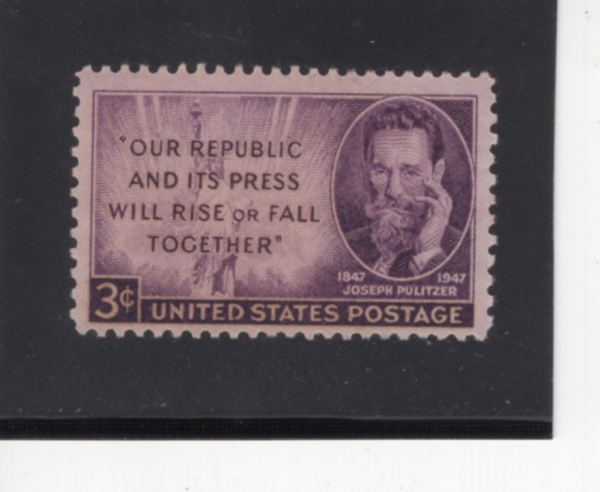 "OUR REPUBLIC
AND ITS PRESS
WILL RISE OR FALL
TOGETHER"
1847 1947
JOSEPH PULITZER
3¢ UNITED STATES POSTAGE